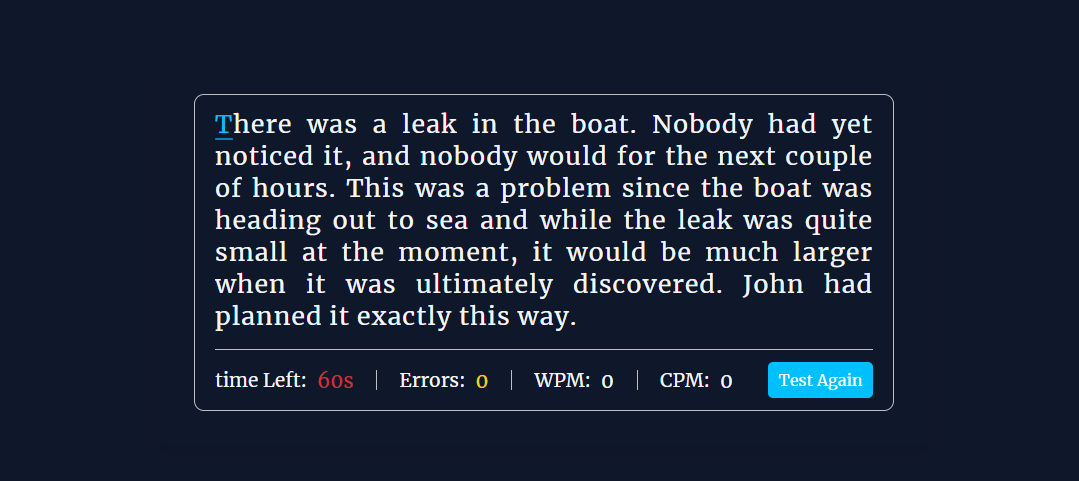 There was a leak in the boat. Nobody had yet
noticed it, and nobody would for the next couple
of hours. This was a problem since the boat was
heading out to sea and while the leak was quite
small at the moment, it would be much larger
when it was ultimately discovered. John had
planned it exactly this way.
time Left: 60s | Errors: 0 | WPM: 0 | CPM: 0 Test Again